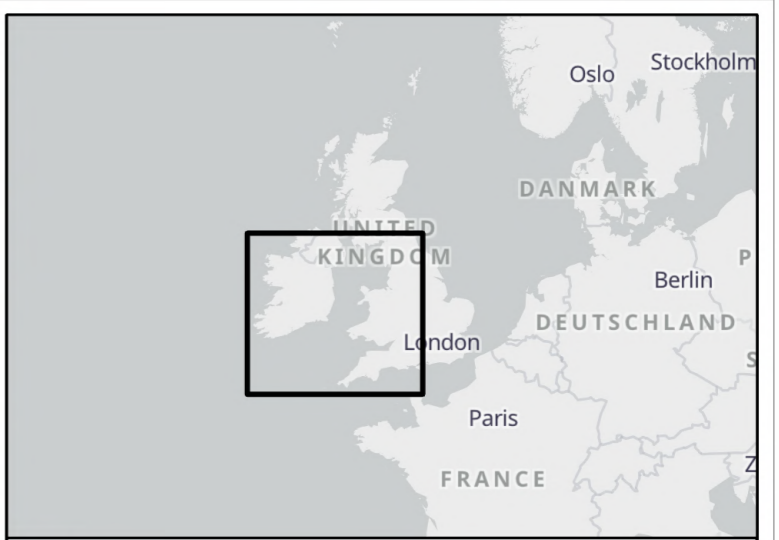 Stockholm
Oslo
DANMARK
UNITED
KINGDOM
P
Berlin
DEUTSCHLAND
London
S
Paris
Z
FRANCE